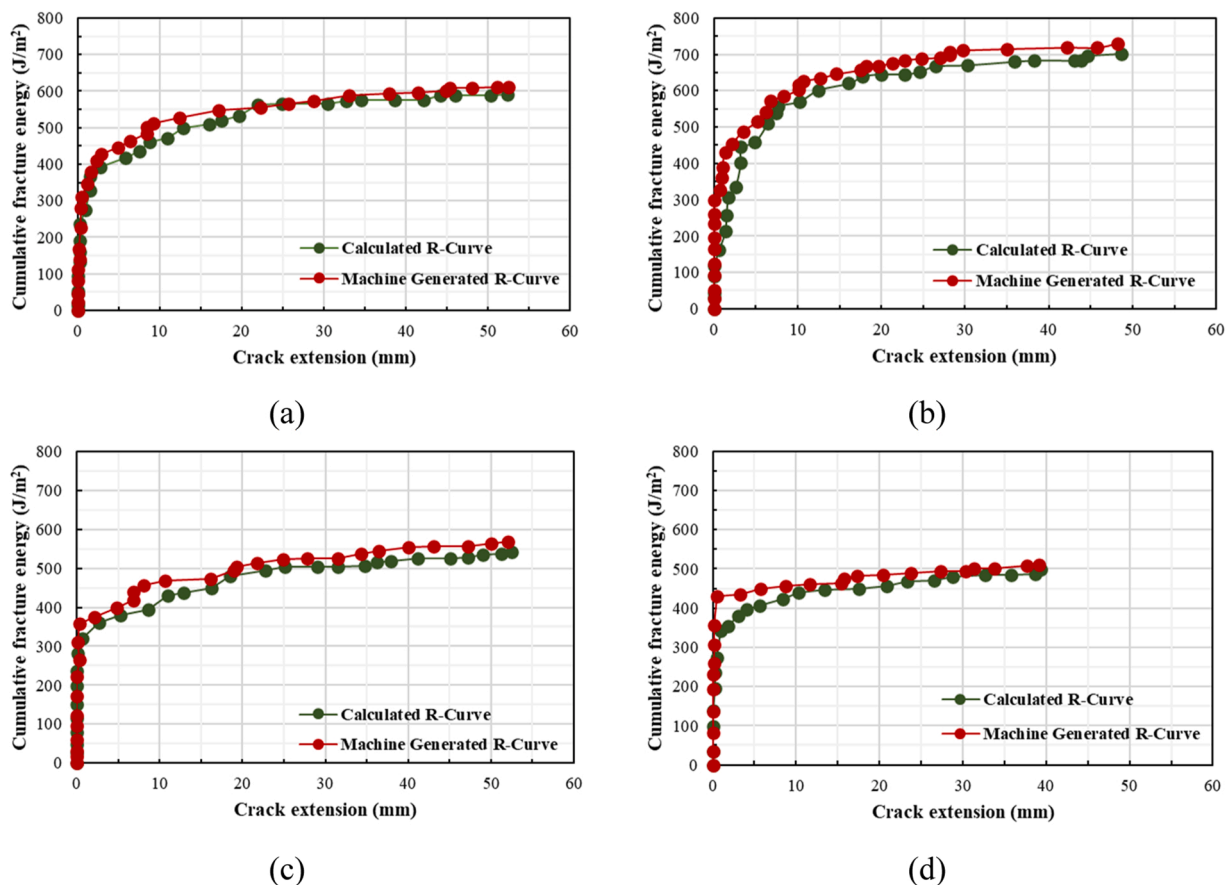 800
700
600
500
400
300
200
100
0
Cumulative fracture energy (J/m²)
Calculated R-Curve
Machine Generated R-Curve
0 10 20 30 40 50 60
Crack extension (mm)
(a)
800
700
600
500
400
300
200
100
0
Cumulative fracture energy (J/m²)
Calculated R-Curve
Machine Generated R-Curve
0 10 20 30 40 50 60
Crack extension (mm)
(b)
800
700
600
500
400
300
200
100
0
Cumulative fracture energy (J/m²)
Calculated R-Curve
Machine Generated R-Curve
0 10 20 30 40 50 60
Crack extension (mm)
(c)
800
700
600
500
400
300
200
100
0
Cumulative fracture energy (J/m²)
Calculated R-Curve
Machine Generated R-Curve
0 10 20 30 40 50 60
Crack extension (mm)
(d)